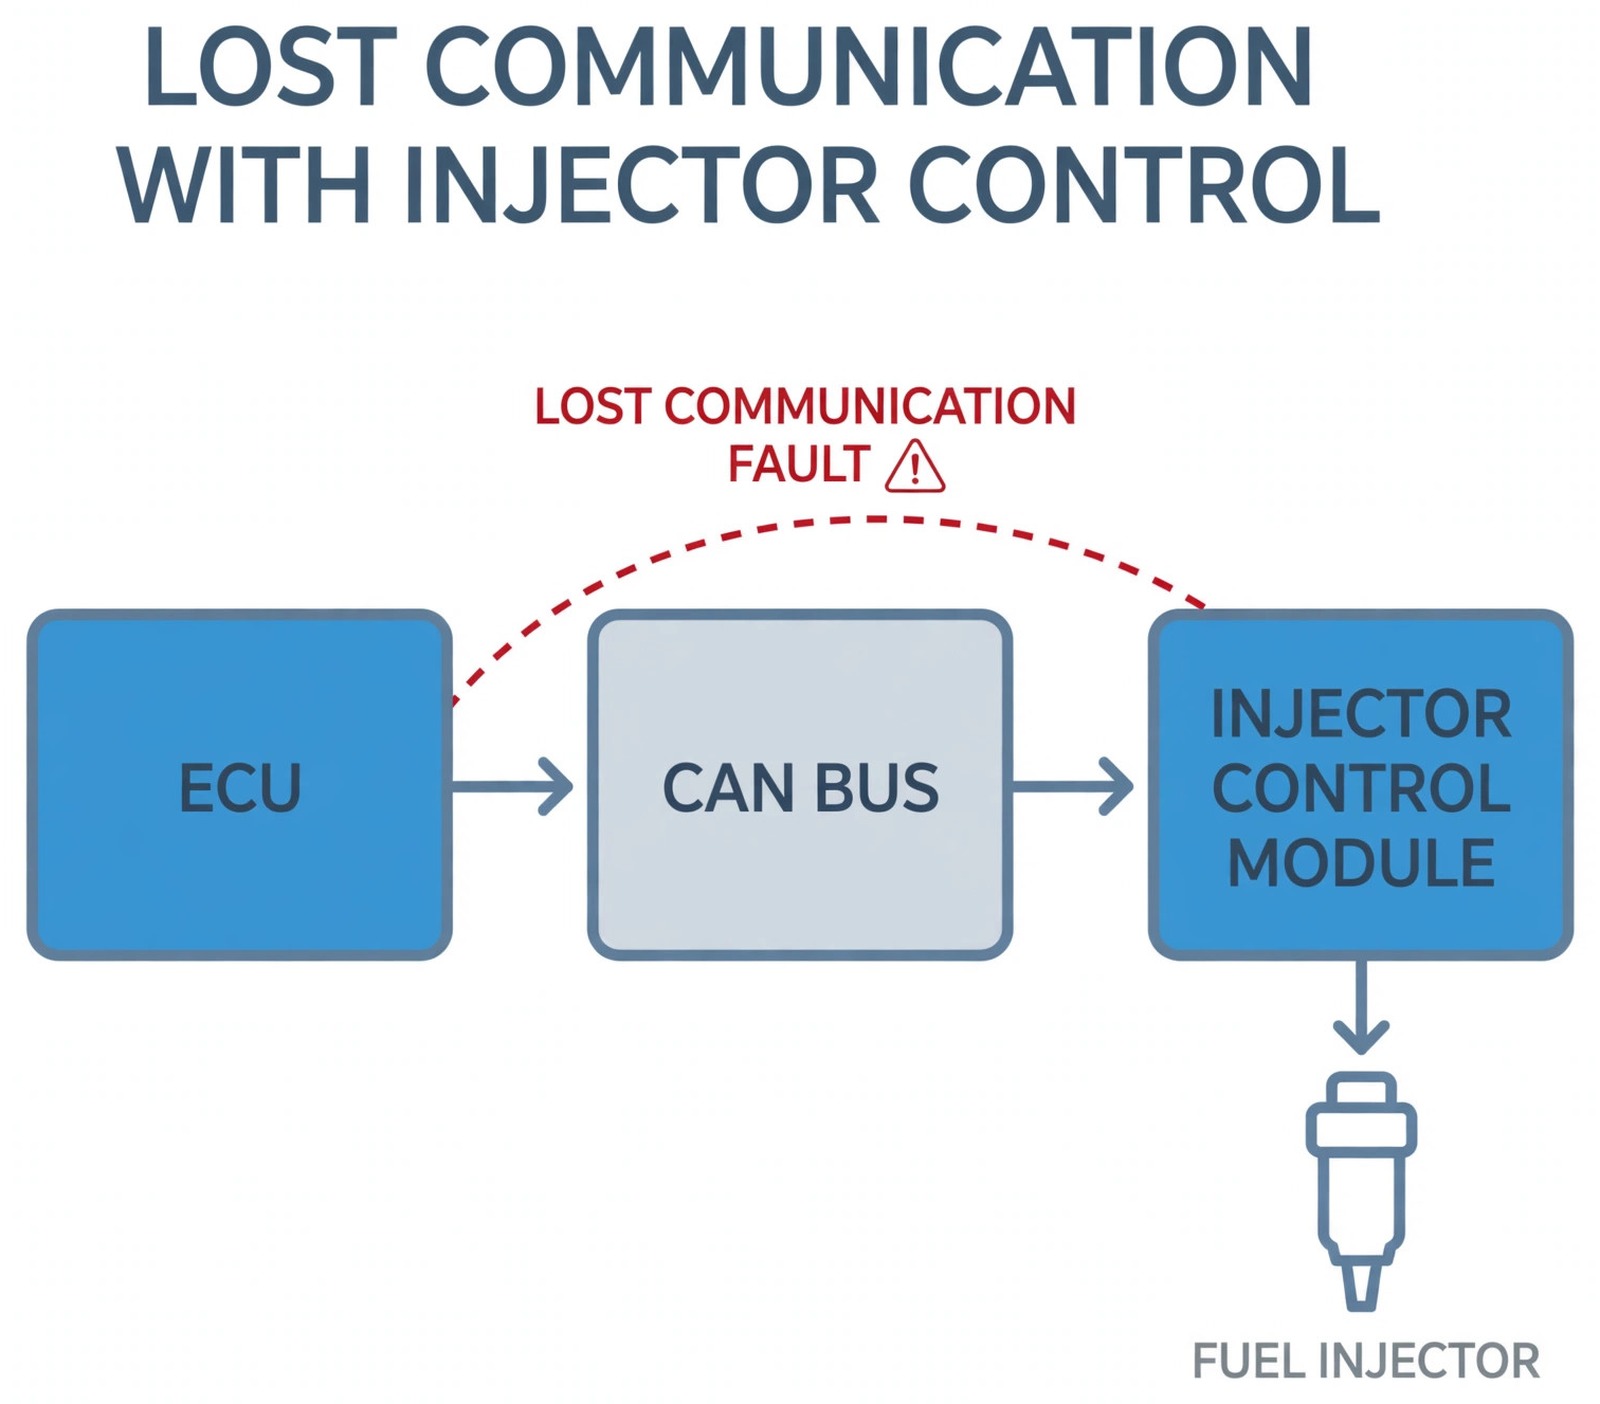 LOST COMMUNICATION
WITH INJECTOR CONTROL
LOST COMMUNICATION
FAULT
ECU
CAN BUS
INJECTOR
CONTROL
MODULE
FUEL INJECTOR